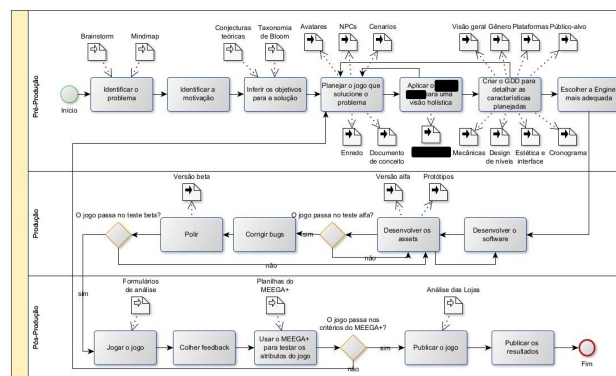 Pré-Produção
Brainstorm
Mindmap
Conjecturas
teóricas
Taxonomia
de Bloom
Avatares
NPCs
Cenarios
Visão geral
Gênero
Plataformas
Público-alvo
Início
Identificar o
problema
Identificar a
motivação
Inferir os objetivos
para a solução
Planejar o jogo que
solucione o
problema
Aplicar o
para uma
visão holística
Criar o GDD para
detalhar as
características
planejadas
Escolher a Engine
mais adequada
Enredo
Documento
de conceito
Mecânicas
Design
de níveis
Estética e
interface
Cronograma
Produção
Versão beta
Versão alfa
Protótipos
O jogo passa no teste beta?
Polir
Corrigir bugs
O jogo passa no teste alfa?
sim
Desenvolver os
assets
Desenvolver o
software
não
não
sim
Pós-Produção
Formulários
de análise
Planilhas do
MEEGA+
O jogo passa nos
critérios do MEEGA+?
Análise das Lojas
Jogar o jogo
Colher feedback
Usar o MEEGA+
para testar os
atributos do jogo
sim
não
Publicar o jogo
Publicar os
resultados
Fim